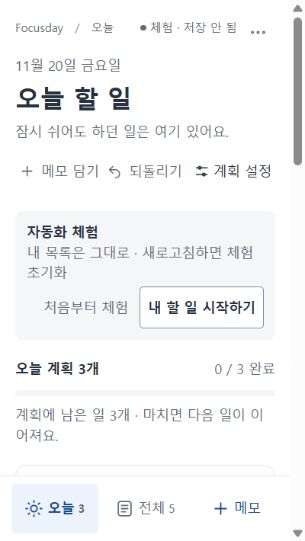 Focusday / 오늘 ● 체험 · 저장 안 됨 ...
11월 20일 금요일
오늘 할 일
잠시 쉬어도 하던 일은 여기 있어요.
+ 메모 담기 되돌리기 계획 설정
자동화 체험
내 목록은 그대로 · 새로고침하면 체험
초기화
처음부터 체험 내 할 일 시작하기
오늘 계획 3개 0 / 3 완료
계획에 남은 일 3개 · 마치면 다음 일이 이
어져요.
오늘 3 전체 5 + 메모